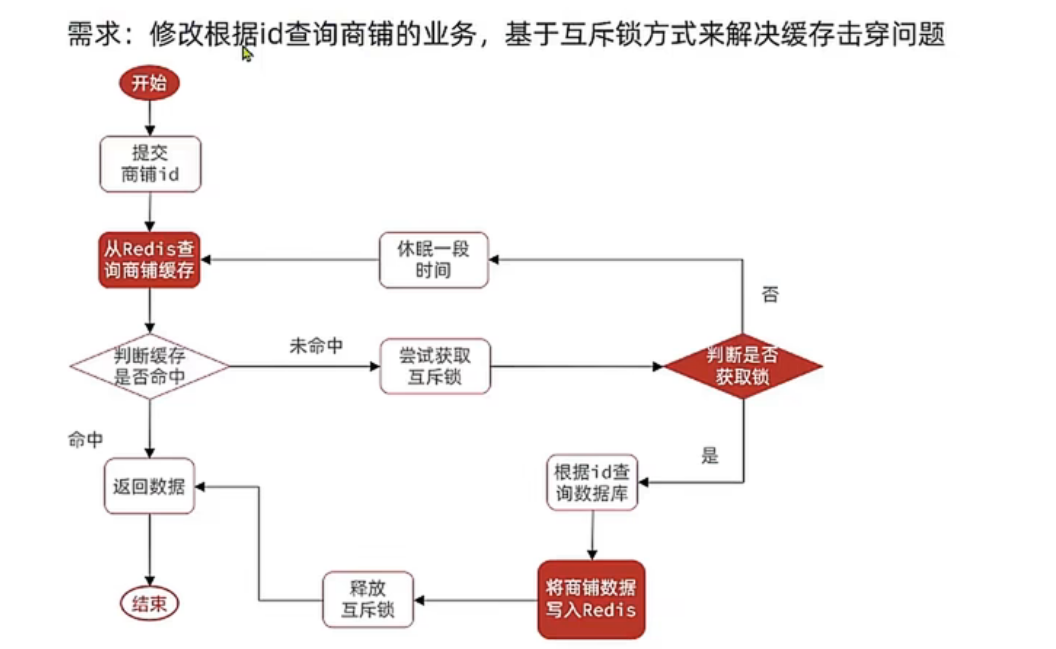 需求：修改根据id查询商铺的业务，基于互斥锁方式来解决缓存击穿问题
开始
提交
商铺id
从Redis查
询商铺缓存
休眠一段
时间
否
判断缓存
是否命中
未命中
尝试获取
互斥锁
判断是否
获取锁
命中
是
返回数据
根据id查
询数据库
结束
释放
互斥锁
将商铺数据
写入Redis